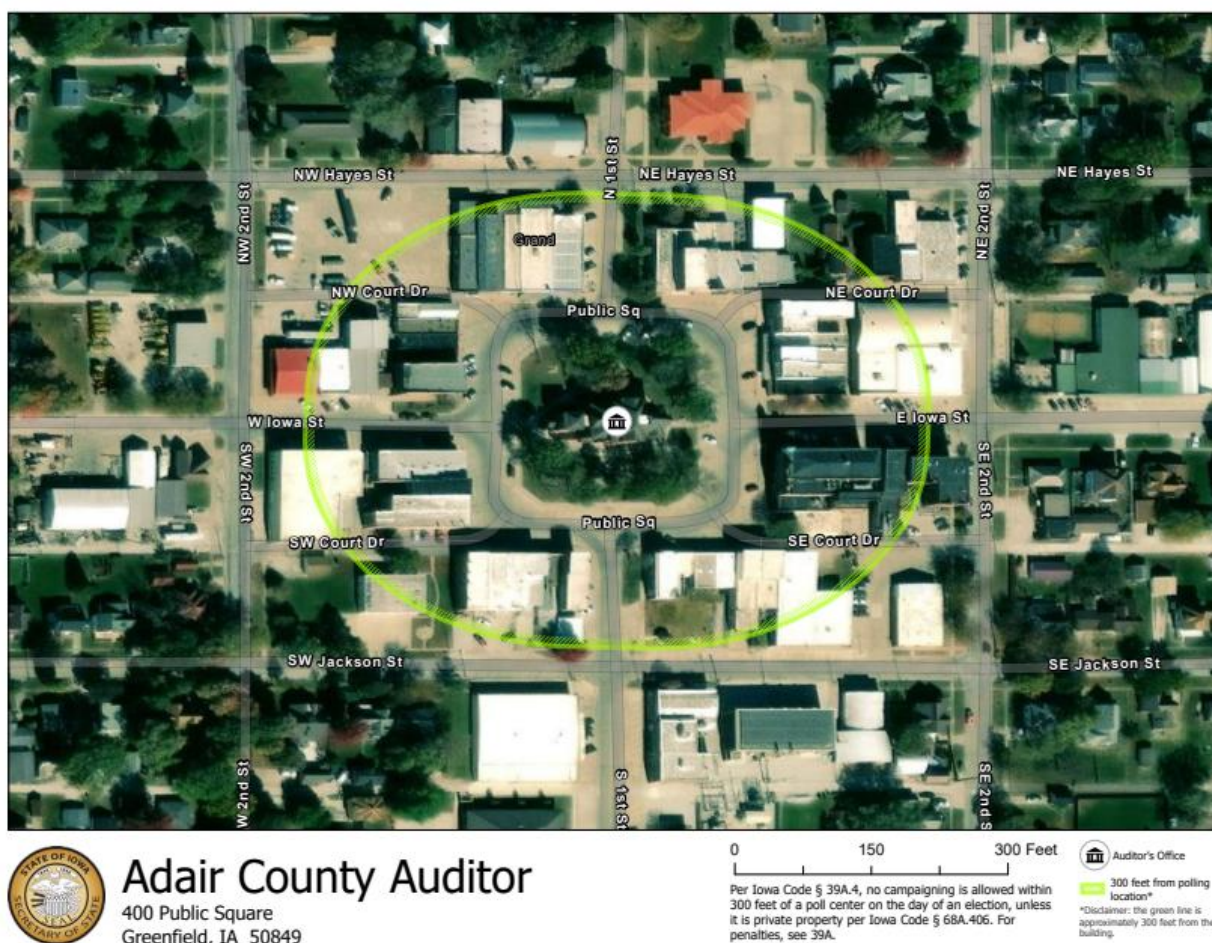 NW Hayes St
N 1st St
NE Hayes St
NE Hayes St
NW 2nd St
NE 2nd St
Grand
NW Court Dr
NE Court Dr
Public Sq
W Iowa St
E Iowa St
SW 2nd St
SE 2nd St
Public Sq
SW Court Dr
SE Court Dr
SW Jackson St
SE Jackson St
W 2nd St
S 1st St
SE 2nd S
STATE OF IOWA
SEAL
SECRETARY OF STATE
Adair County Auditor
400 Public Square
Greenfield, IA 50849
0 150 300 Feet
Per Iowa Code § 39A.4, no campaigning is allowed within
300 feet of a poll center on the day of an election, unless
it is private property per Iowa Code § 68A.406. For
penalties, see 39A.
Auditor's Office
300 feet from polling
location*
*Disclaimer: the green line is
approximately 300 feet from the
building.